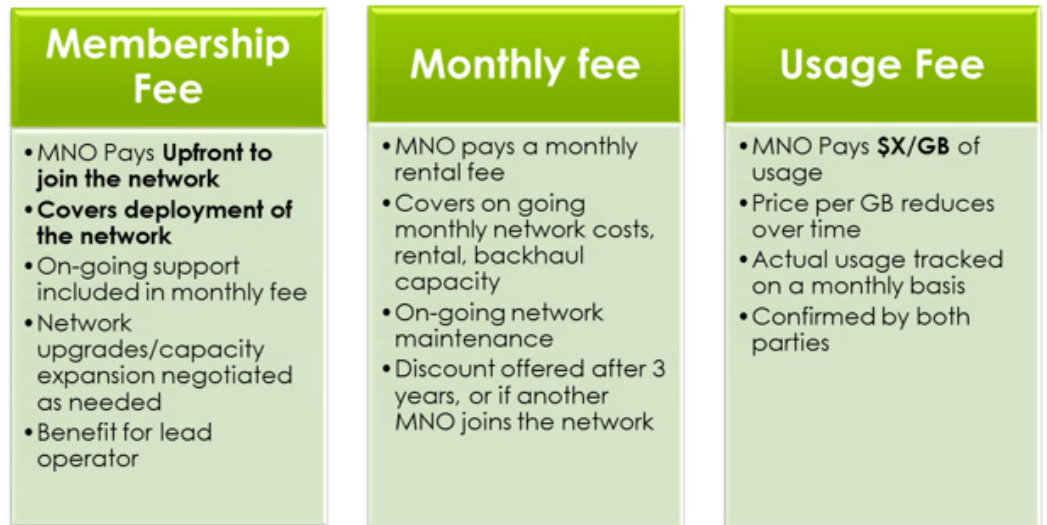 Membership
Fee
•MNO Pays Upfront to
join the network
•Covers deployment of
the network
•On-going support
included in monthly fee
•Network
upgrades/capacity
expansion negotiated
as needed
•Benefit for lead
operator
Monthly fee
•MNO pays a monthly
rental fee
•Covers on going
monthly network costs,
rental, backhaul
capacity
•On-going network
maintenance
•Discount offered after 3
years, or if another
MNO joins the network
Usage Fee
•MNO Pays $X/GB of
usage
•Price per GB reduces
over time
•Actual usage tracked
on a monthly basis
•Confirmed by both
parties